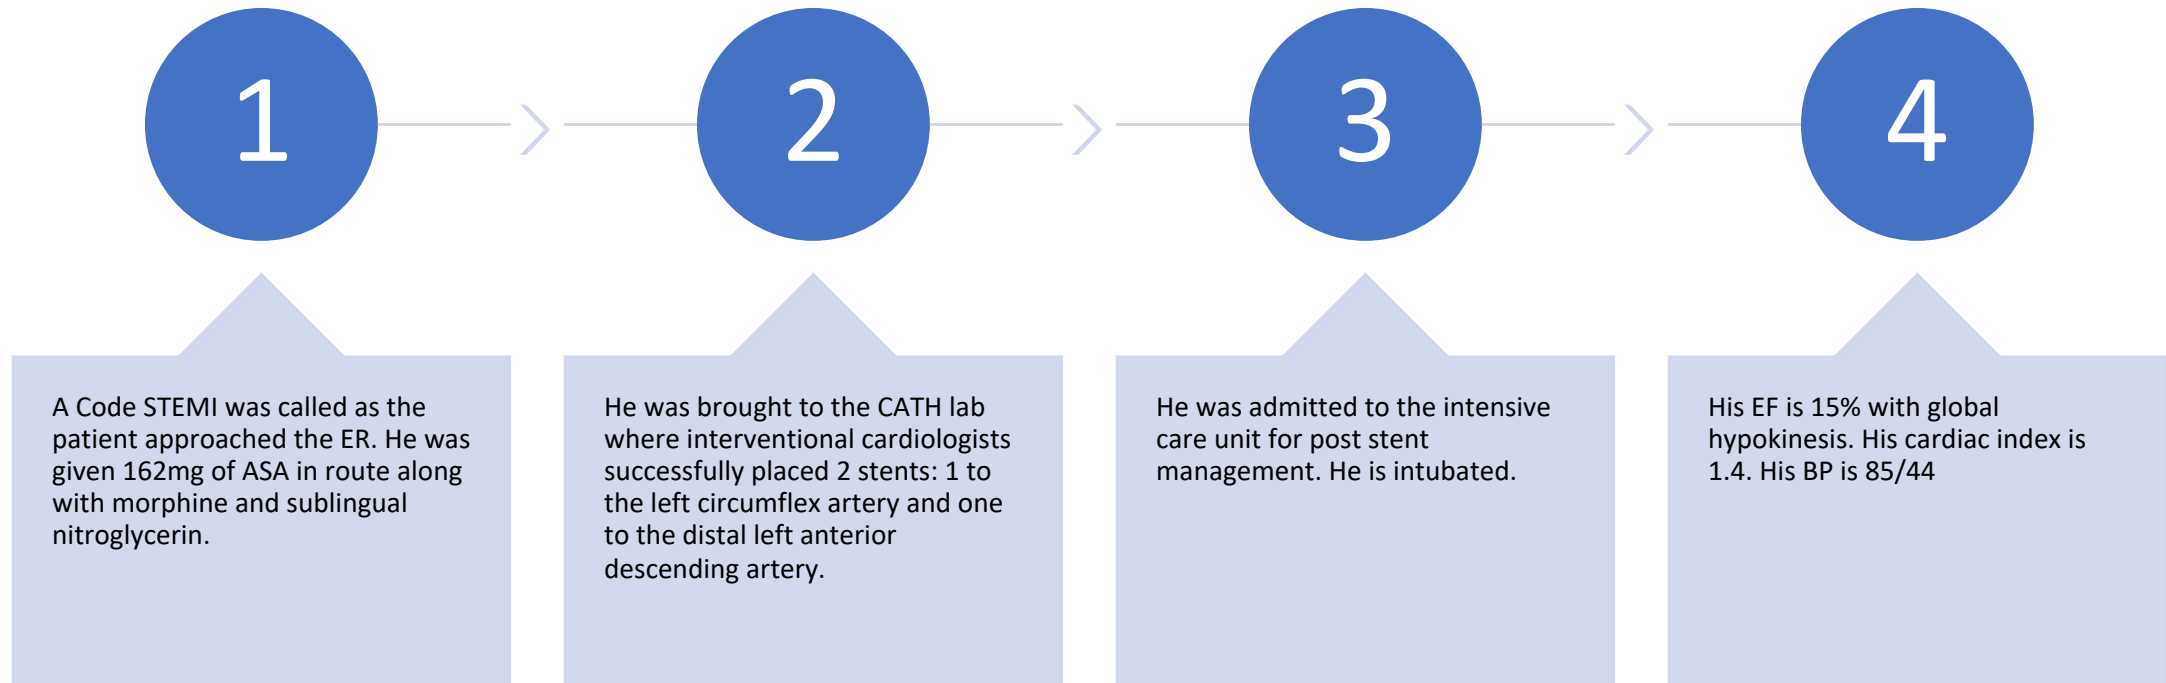 1
2
3
4
A Code STEMI was called as the
patient approached the ER. He was
given 162mg of ASA in route along
with morphine and sublingual
nitroglycerin.
He was brought to the CATH lab
where interventional cardiologists
successfully placed 2 stents: 1 to
the left circumflex artery and one
to the distal left anterior
descending artery.
He was admitted to the intensive
care unit for post stent
management. He is intubated.
His EF is 15% with global
hypokinesis. His cardiac index is
1.4. His BP is 85/44